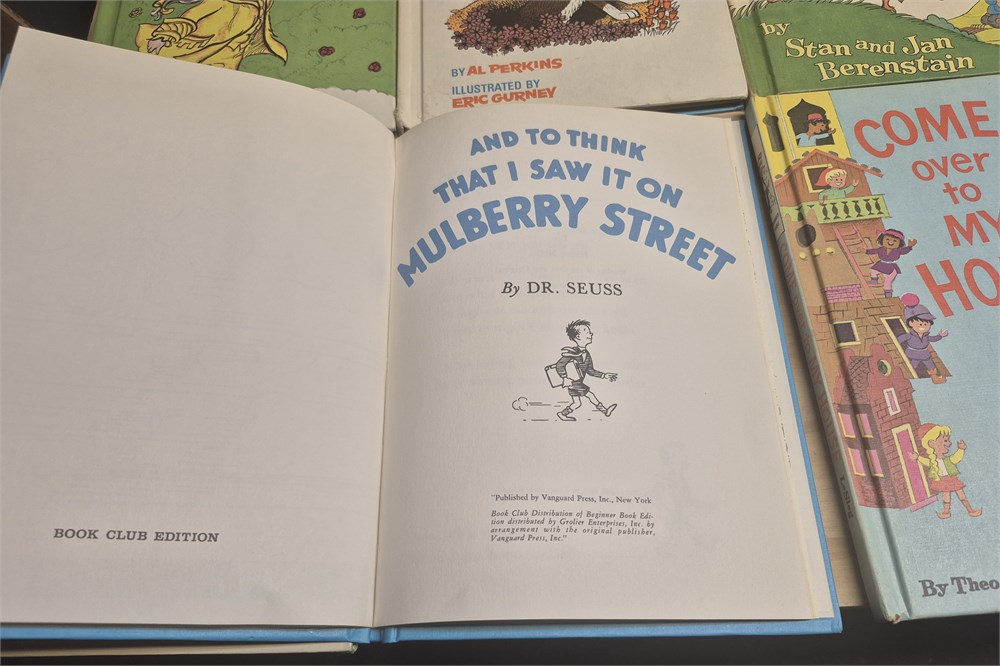 BY AL PERKINS
ILLUSTRATED BY
ERIC GURNEY
by
Stan and Jan
Berenstain
AND TO THINK
THAT I SAW IT ON
MULBERRY STREET
By DR. SEUSS
"Published by Vanguard Press, Inc., New York
Book Club Distribution of Beginner Book Edi-
tion distributed by Grolier Enterprises, Inc. by
arrangement with the original publisher,
Vanguard Press, Inc."
BOOK CLUB EDITION
COME
over
to
MY
HO
By Theo